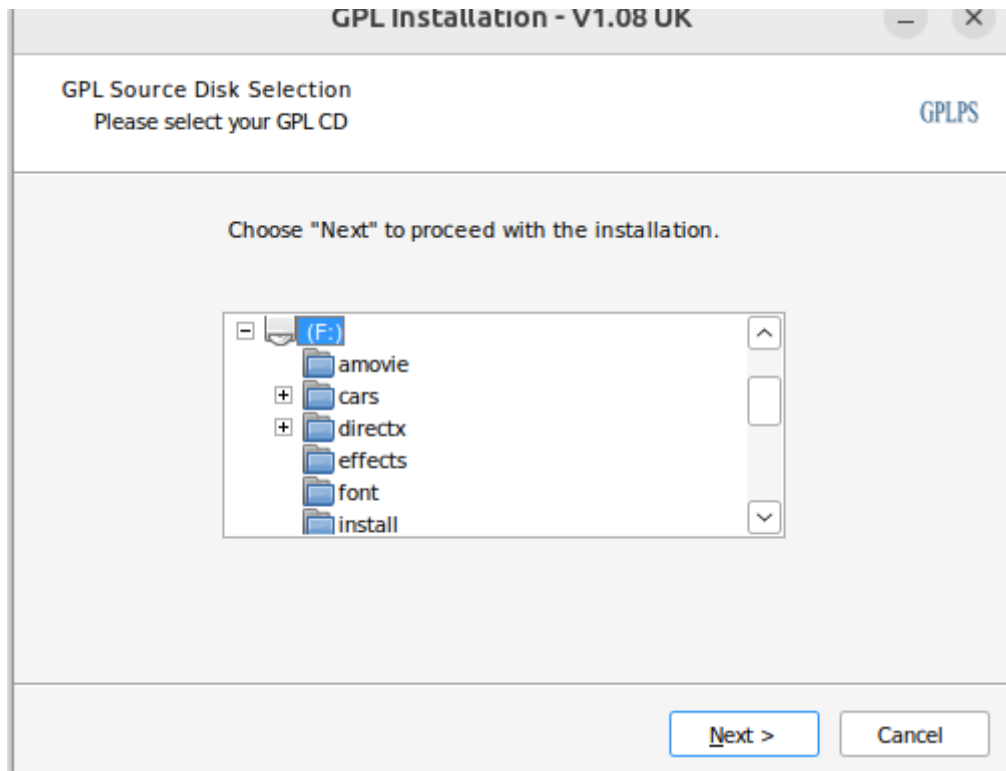 GPL Installation - V1.08 UK
GPL Source Disk Selection
Please select your GPL CD
GPLPS
Choose "Next" to proceed with the installation.
(F:)
amovie
cars
directx
effects
font
install
Next >
Cancel